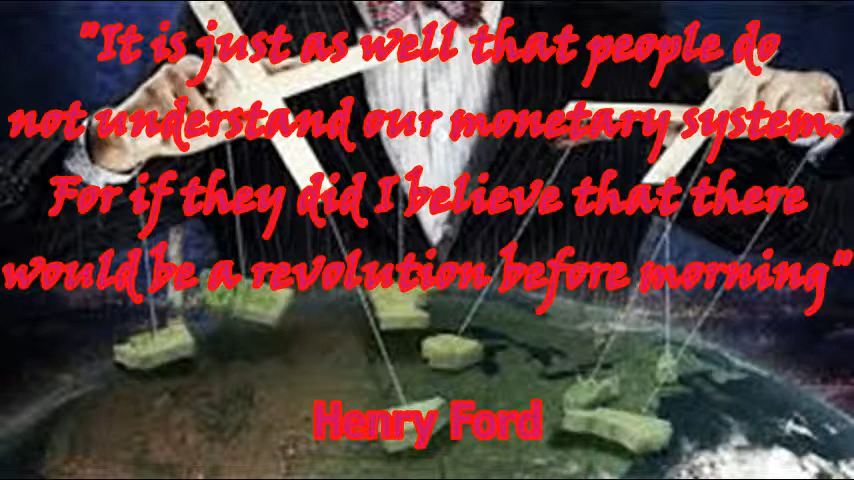 "It is just as well that people do
not understand our monetary system.
For if they did I believe that there
would be a revolution before morning"
Henry Ford